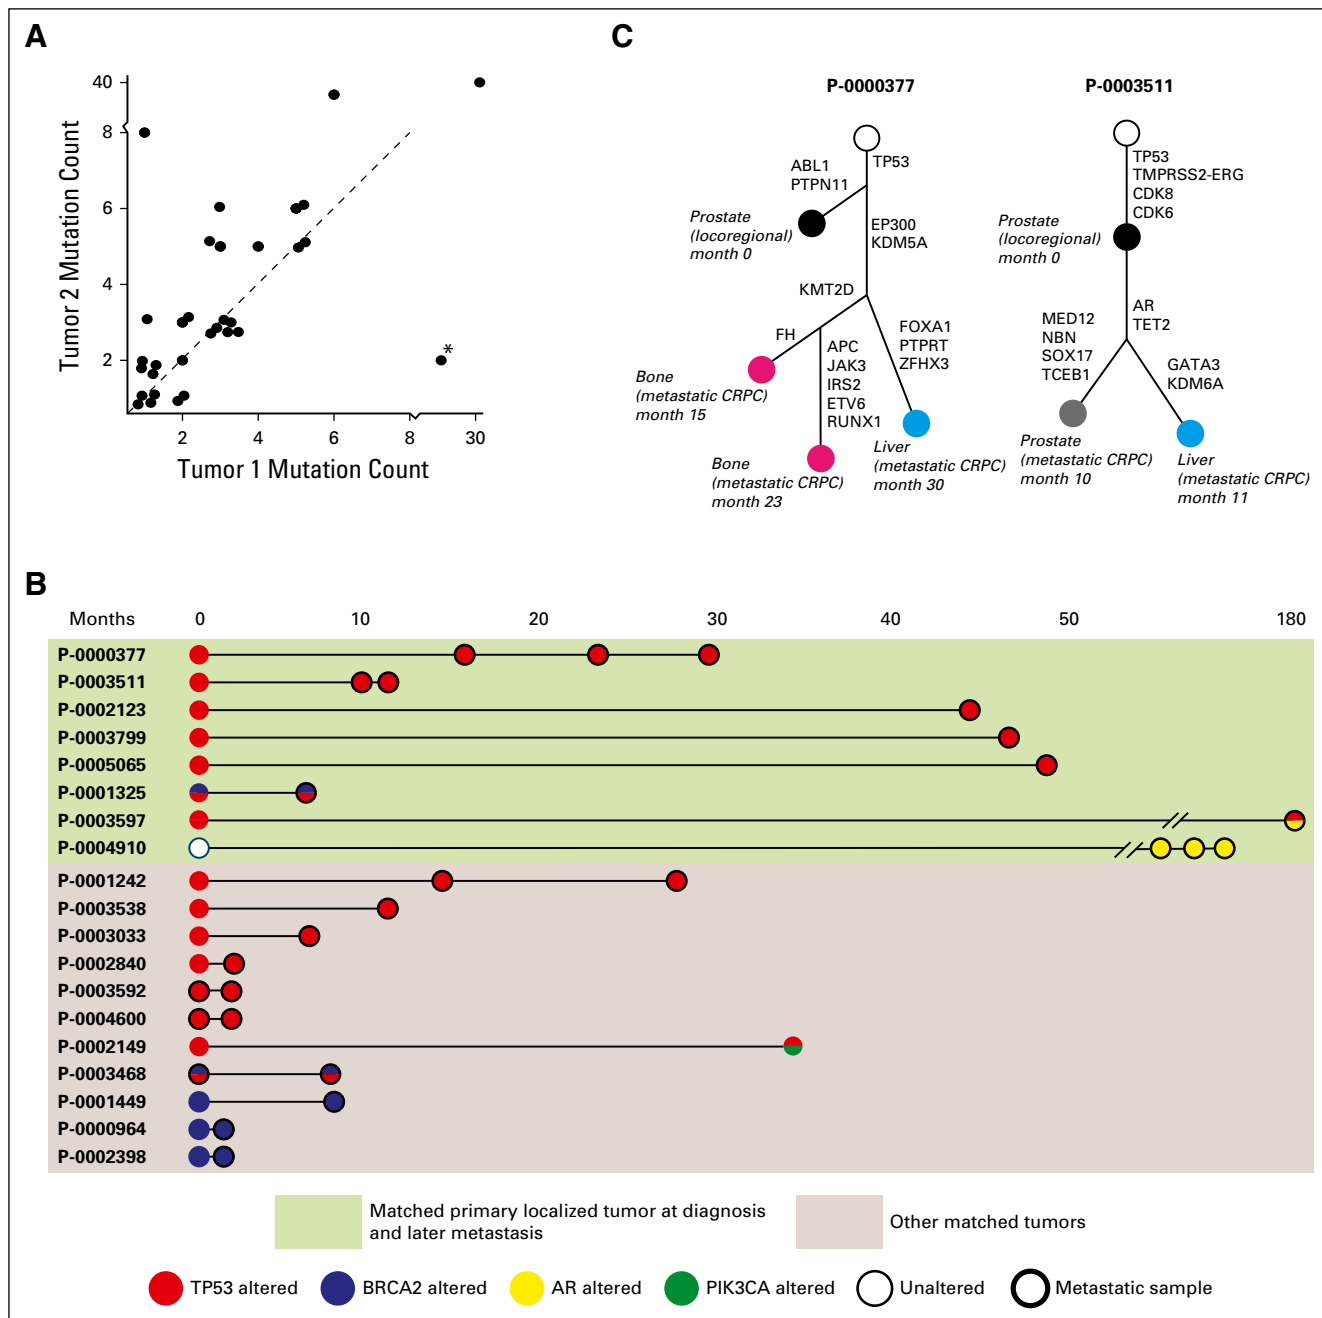 A
Tumor 2 Mutation Count
40
8
6
4
2
*
2
4
6
8
30
Tumor 1 Mutation Count
C
P-0000377
TP53
ABL1
PTPN11
Prostate
(locoregional)
month 0
EP300
KDM5A
KMT2D
FH
Bone
(metastatic CRPC)
month 15
APC
JAK3
IRS2
ETV6
RUNX1
Bone
(metastatic CRPC)
month 23
FOXA1
PTPRT
ZFHX3
Liver
(metastatic CRPC)
month 30
P-0003511
TP53
TMPRSS2-ERG
CDK8
CDK6
Prostate
(locoregional)
month 0
AR
TET2
MED12
NBN
SOX17
TCEB1
Prostate
(metastatic CRPC)
month 10
GATA3
KDM6A
Liver
(metastatic CRPC)
month 11
B
Months 0 10 20 30 40 50 180
P-0000377
P-0003511
P-0002123
P-0003799
P-0005065
P-0001325
P-0003597
P-0004910
P-0001242
P-0003538
P-0003033
P-0002840
P-0003592
P-0004600
P-0002149
P-0003468
P-0001449
P-0000964
P-0002398
Matched primary localized tumor at diagnosis
and later metastasis
Other matched tumors
TP53 altered
BRCA2 altered
AR altered
PIK3CA altered
Unaltered
Metastatic sample